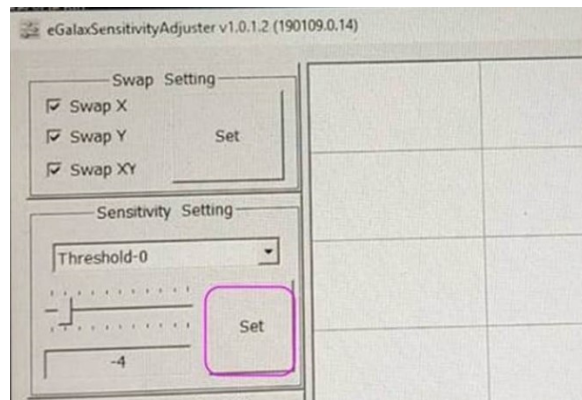 eGalaxSensitivityAdjuster v1.0.1.2 (190109.0.14)
Swap Setting
Swap X
Swap Y
Set
Swap XY
Sensitivity Setting
Threshold-0
Set
-4